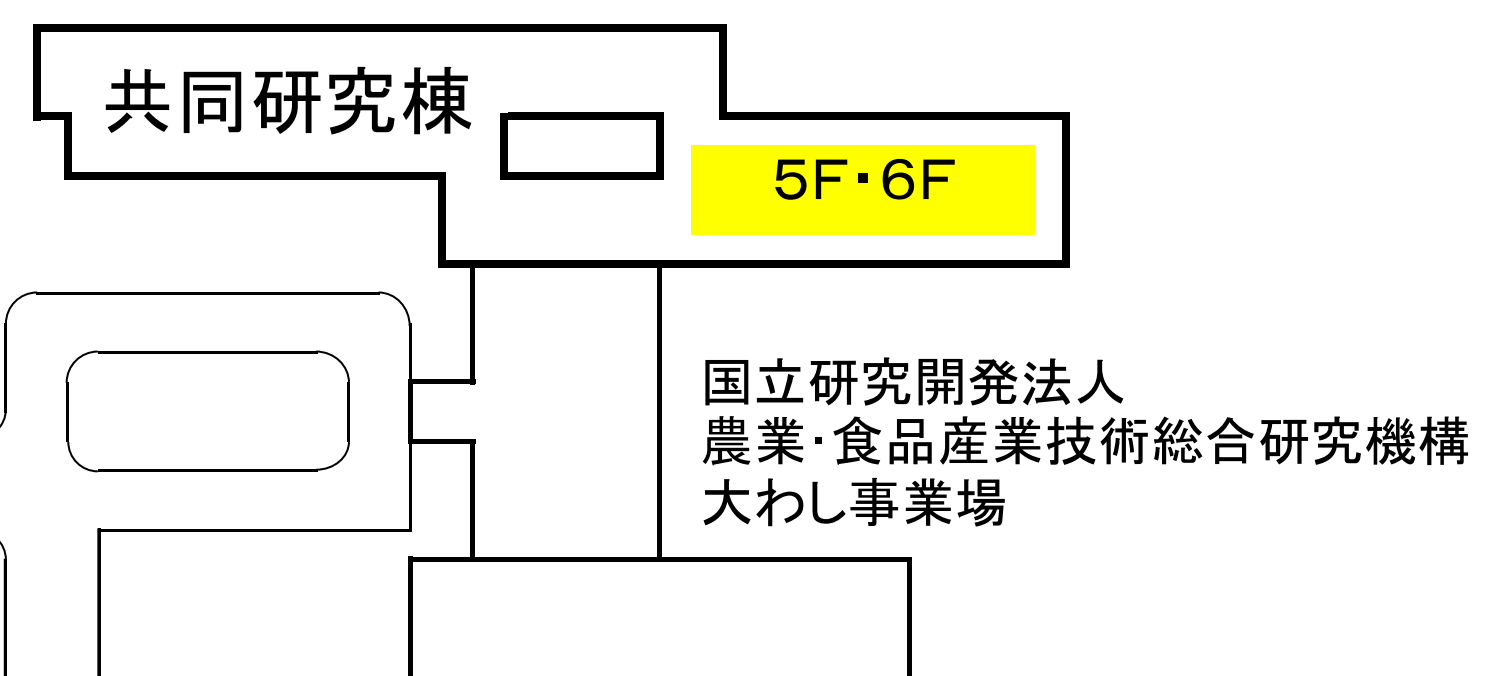 共同研究棟
５Ｆ・６Ｆ
国立研究開発法人
農業・食品産業技術総合研究機構
大わし事業場